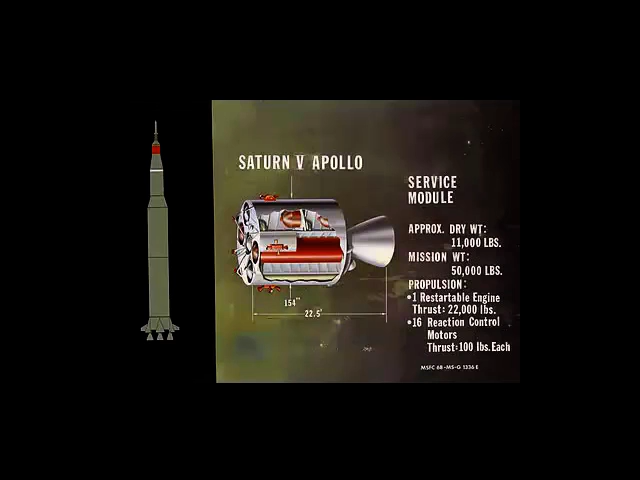 SATURN V APOLLO
SERVICE
MODULE
APPROX. DRY WT:
11,000 LBS.
MISSION WT:
50,000 LBS.
PROPULSION:
•1 Restartable Engine
Thrust: 22,000 lbs.
•16 Reaction Control
Motors
Thrust: 100 lbs. Each
154"
22.5'
MSFC 68-MS-G 1336 E